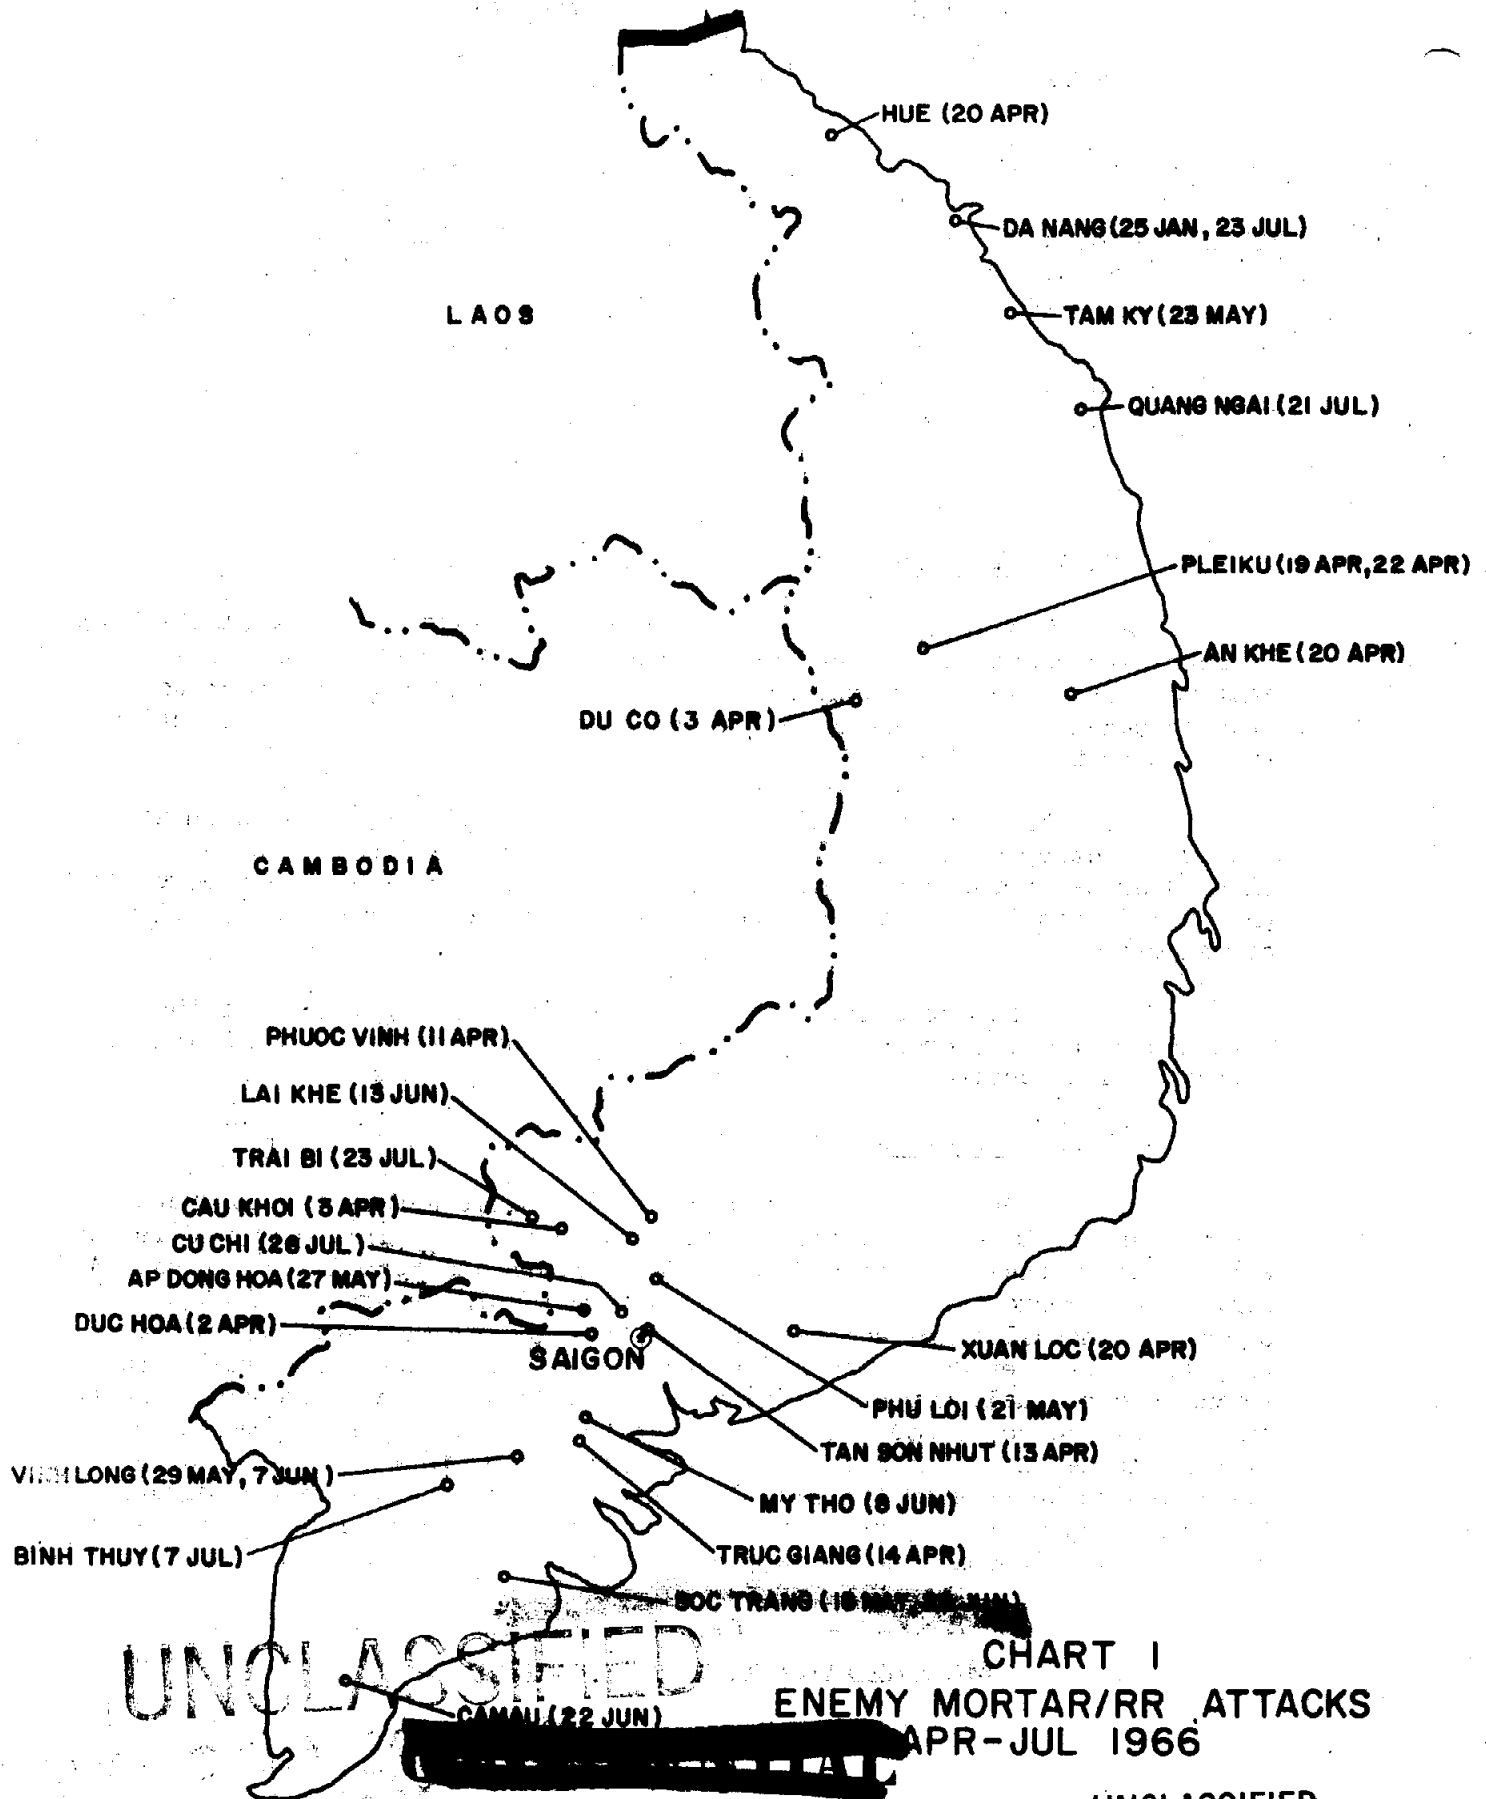 HUE (20 APR)
DA NANG (25 JAN, 23 JUL)
LAOS
TAM KY (23 MAY)
QUANG NGAI (21 JUL)
PLEIKU (19 APR, 22 APR)
AN KHE (20 APR)
DU CO (3 APR)
CAMBODIA
PHUOC VINH (11 APR)
LAI KHE (13 JUN)
TRAI BI (23 JUL)
CAU KHOI (3 APR)
CU CHI (26 JUL)
AP DONG HOA (27 MAY)
DUC HOA (2 APR)
SAIGON
XUAN LOC (20 APR)
PHU LOI (21 MAY)
TAN SON NHUT (13 APR)
LONG (29 MAY, 7 JUN)
MY THO (8 JUN)
BINH THUY (7 JUL)
TRUC GIANG (14 APR)
SOC TRANG
UNCLASSIFIED
CHART I
ENEMY MORTAR/RR ATTACKS
CAMAU (22 JUN)
APR-JUL 1966
UNCLASSIFIED